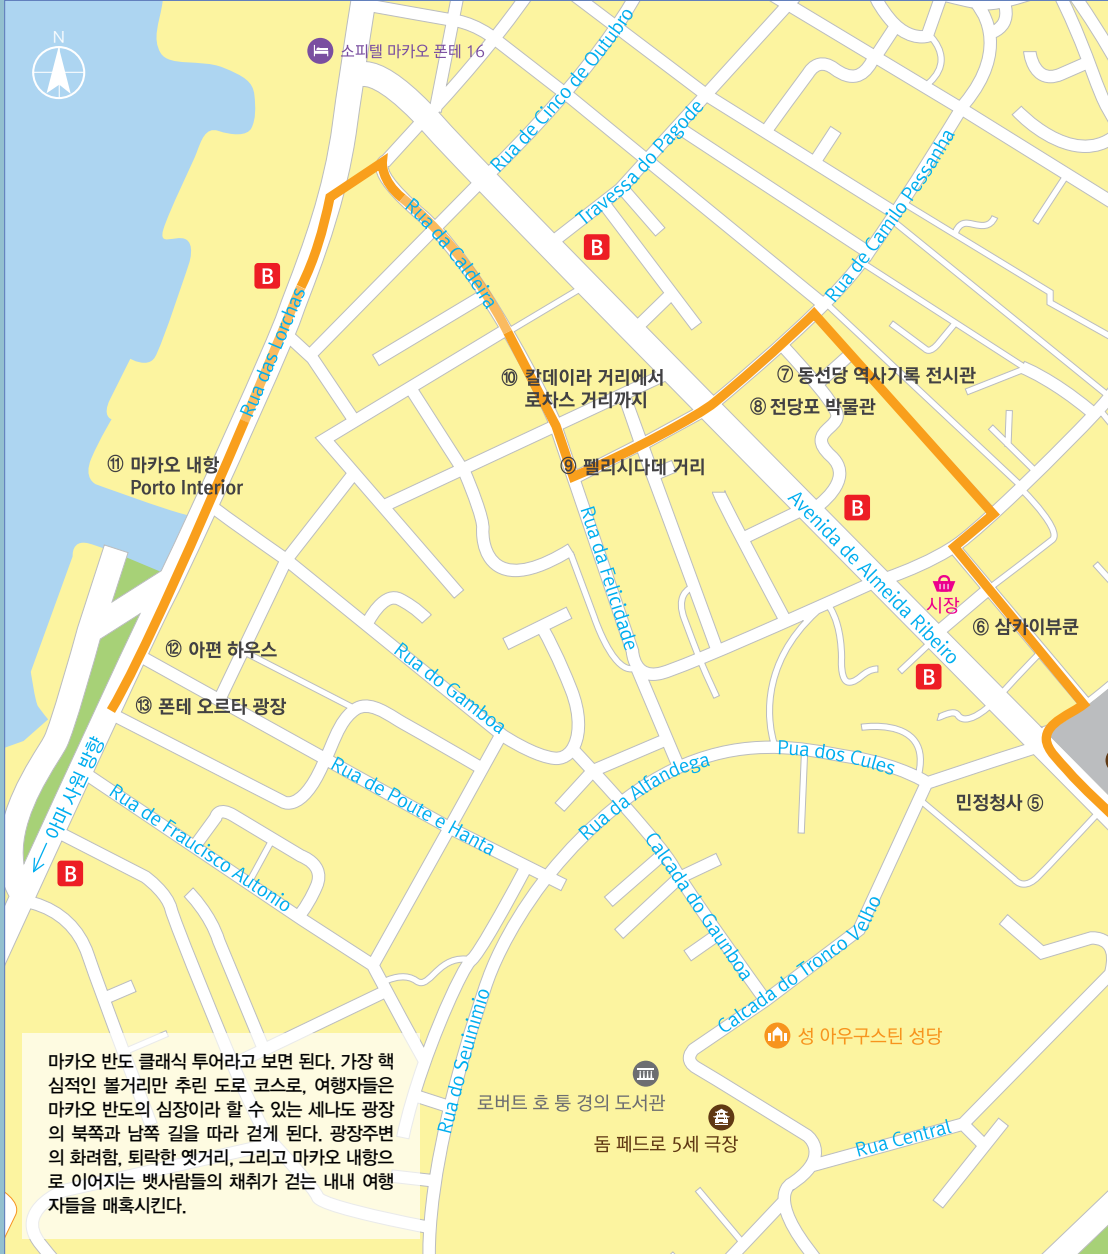 N
소피텔 마카오 폰테 16
Rua de Cinco de Outubro
Travessa do Pagode
Rua de Camilo Pessanha
Rua da Caldeira
B
B
Rua das Lorchas
⑩ 칼데이라 거리에서
로차스 거리까지
⑦ 동선당 역사기록 전시관
⑧ 전당포 박물관
⑪ 마카오 내항
Porto Interior
⑨ 펠리시다데 거리
Rua da Felicidade
Avenida de Almeida Ribeiro
B
시장
⑥ 삼카이뷰쿤
B
⑫ 아편 하우스
⑬ 폰테 오르타 광장
Rua do Gamboa
← 아마 사원 방향
Rua de Poute e Hanta
Rua de Fraucisco Autonio
Rua da Alfandega
Pua dos Cules
민정청사 ⑤
B
Calcada do Gaunboa
Calcada do Tronco Velho
Rua do Seuinimio
성 아우구스틴 성당
로버트 호 퉁 경의 도서관
돔 페드로 5세 극장
Rua Central
마카오 반도 클래식 투어라고 보면 된다. 가장 핵
심적인 볼거리만 추린 도로 코스로, 여행자들은
마카오 반도의 심장이라 할 수 있는 세나도 광장
의 북쪽과 남쪽 길을 따라 걷게 된다. 광장주변
의 화려함, 퇴락한 옛거리, 그리고 마카오 내항으
로 이어지는 뱃사람들의 채취가 걷는 내내 여행
자들을 매혹시킨다.